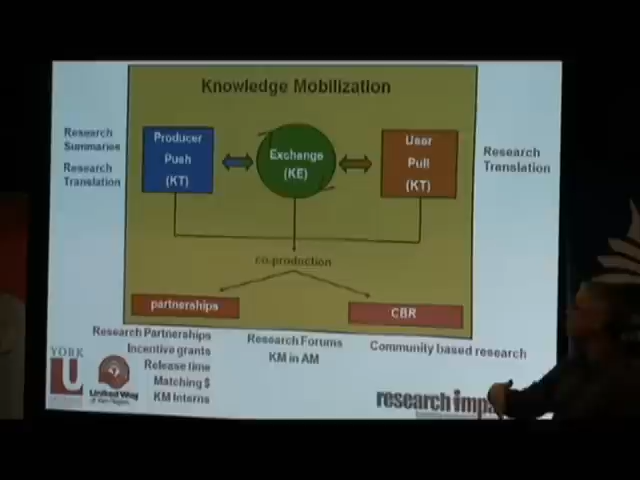 Knowledge Mobilization
Research
Summaries
Research
Translation
Producer
Push
(KT)
Exchange
(KE)
User
Pull
(KT)
Research
Translation
co-production
partnerships
CBR
Research Partnerships
Incentive grants
Release time
Matching $
KM Interns
Research Forums
KM in AM
Community based research
YORK
U
United Way
research impa